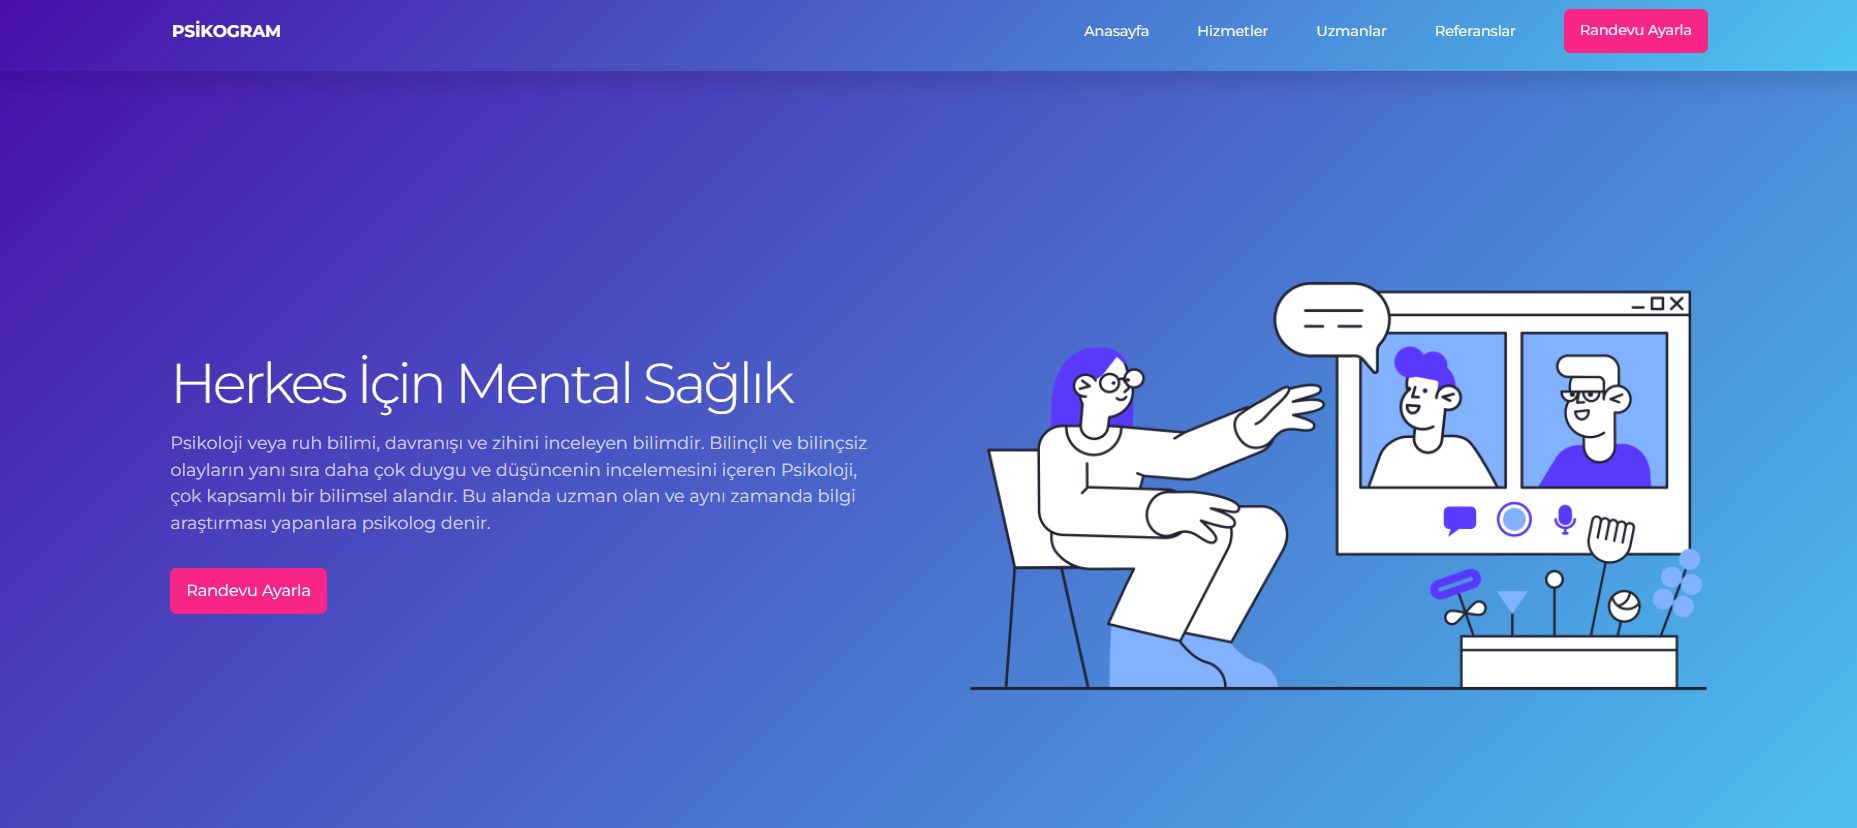 PSİKOGRAM
Anasayfa
Hizmetler
Uzmanlar
Referanslar
Randevu Ayarla
Herkes İçin Mental Sağlık
Psikoloji veya ruh bilimi, davranışı ve zihini inceleyen bilimdir. Bilinçli ve bilinçsiz
olayların yanı sıra daha çok duygu ve düşüncenin incelemesini içeren Psikoloji,
çok kapsamlı bir bilimsel alandır. Bu alanda uzman olan ve aynı zamanda bilgi
araştırması yapanlara psikolog denir.
Randevu Ayarla